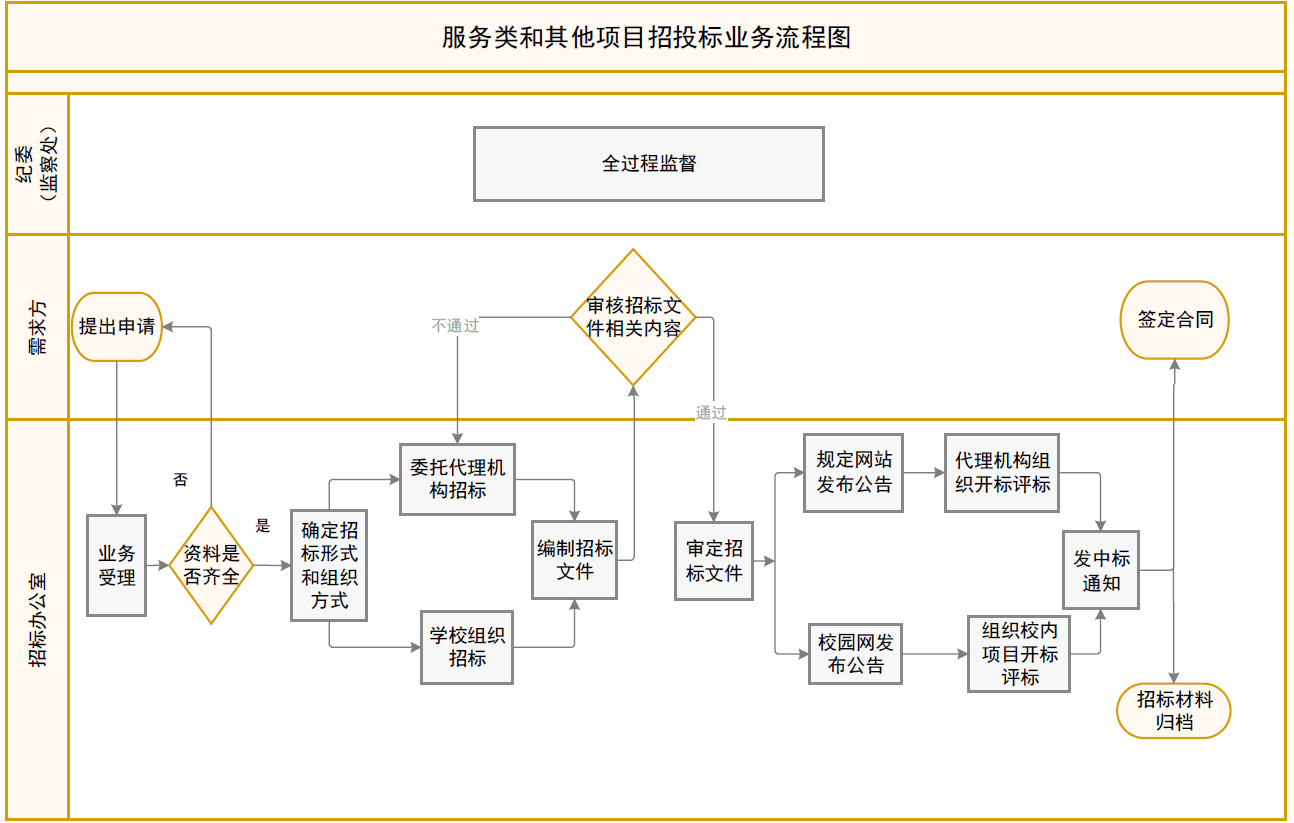 服务类和其他项目招投标业务流程图
纪委
（监察处）
全过程监督
需求方
提出申请
不通过
审核招标文
件相关内容
通过
签定合同
招标办公室
业务
受理
否
资料是
否齐全
是
确定招
标形式
和组织
方式
委托代理机
构招标
学校组织
招标
编制招标
文件
审定招
标文件
规定网站
发布公告
代理机构组
织开标评标
校园网发
布公告
组织校内
项目开标
评标
发中标
通知
招标材料
归档